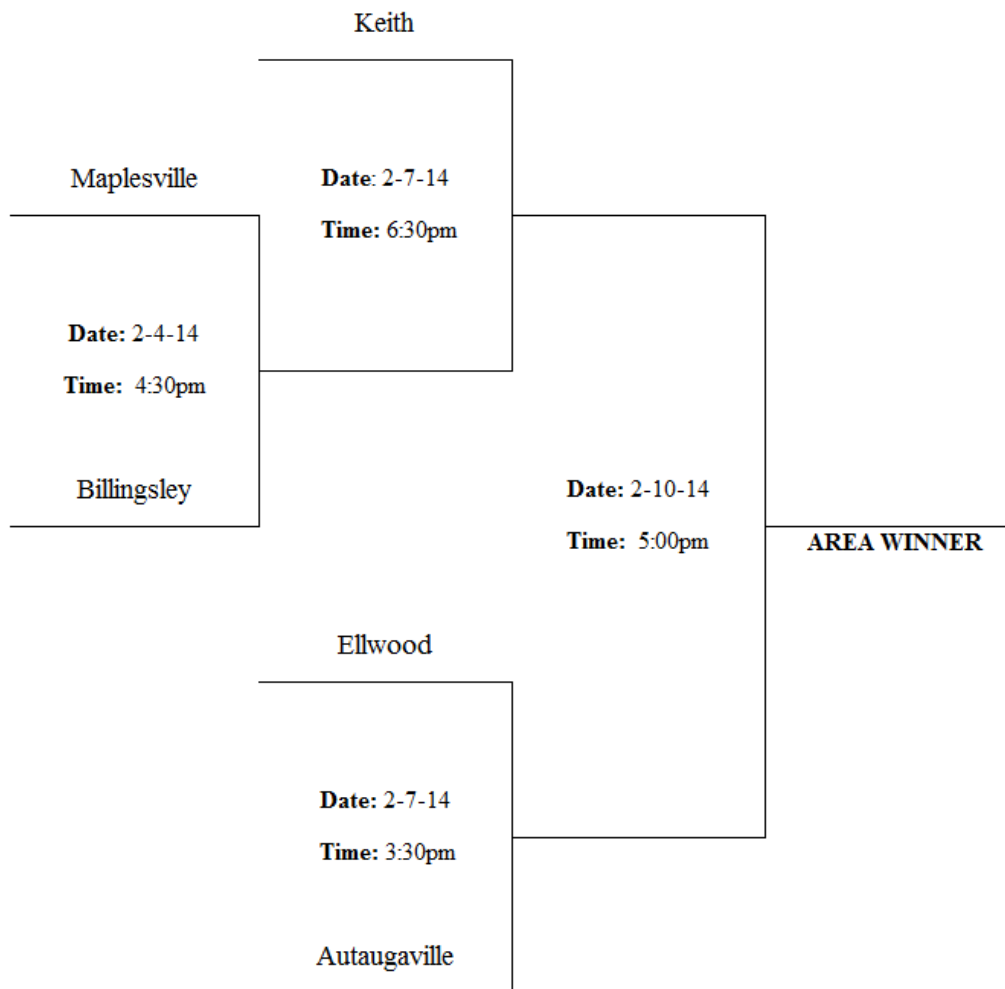 Keith
Maplesville
Date: 2-7-14
Time: 6:30pm
Date: 2-4-14
Time: 4:30pm
Billingsley
Date: 2-10-14
Time: 5:00pm
AREA WINNER
Ellwood
Date: 2-7-14
Time: 3:30pm
Autaugaville